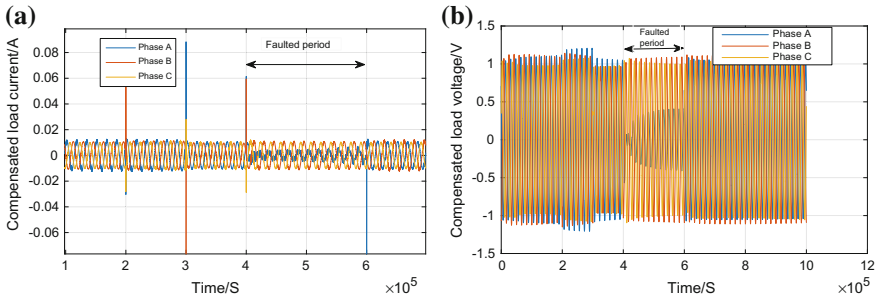 (a)
Compensated load current/A
0.08
0.06
0.04
0.02
0
-0.02
-0.04
-0.06
Phase A
Phase B
Phase C
Faulted period
1
2
3
4
5
6
Time/S
×10^5
(b)
Compensated load voltage/V
1.5
1
0.5
0
-0.5
-1
-1.5
Faulted
period
Phase A
Phase B
Phase C
0
2
4
6
8
10
12
Time/S
×10^5